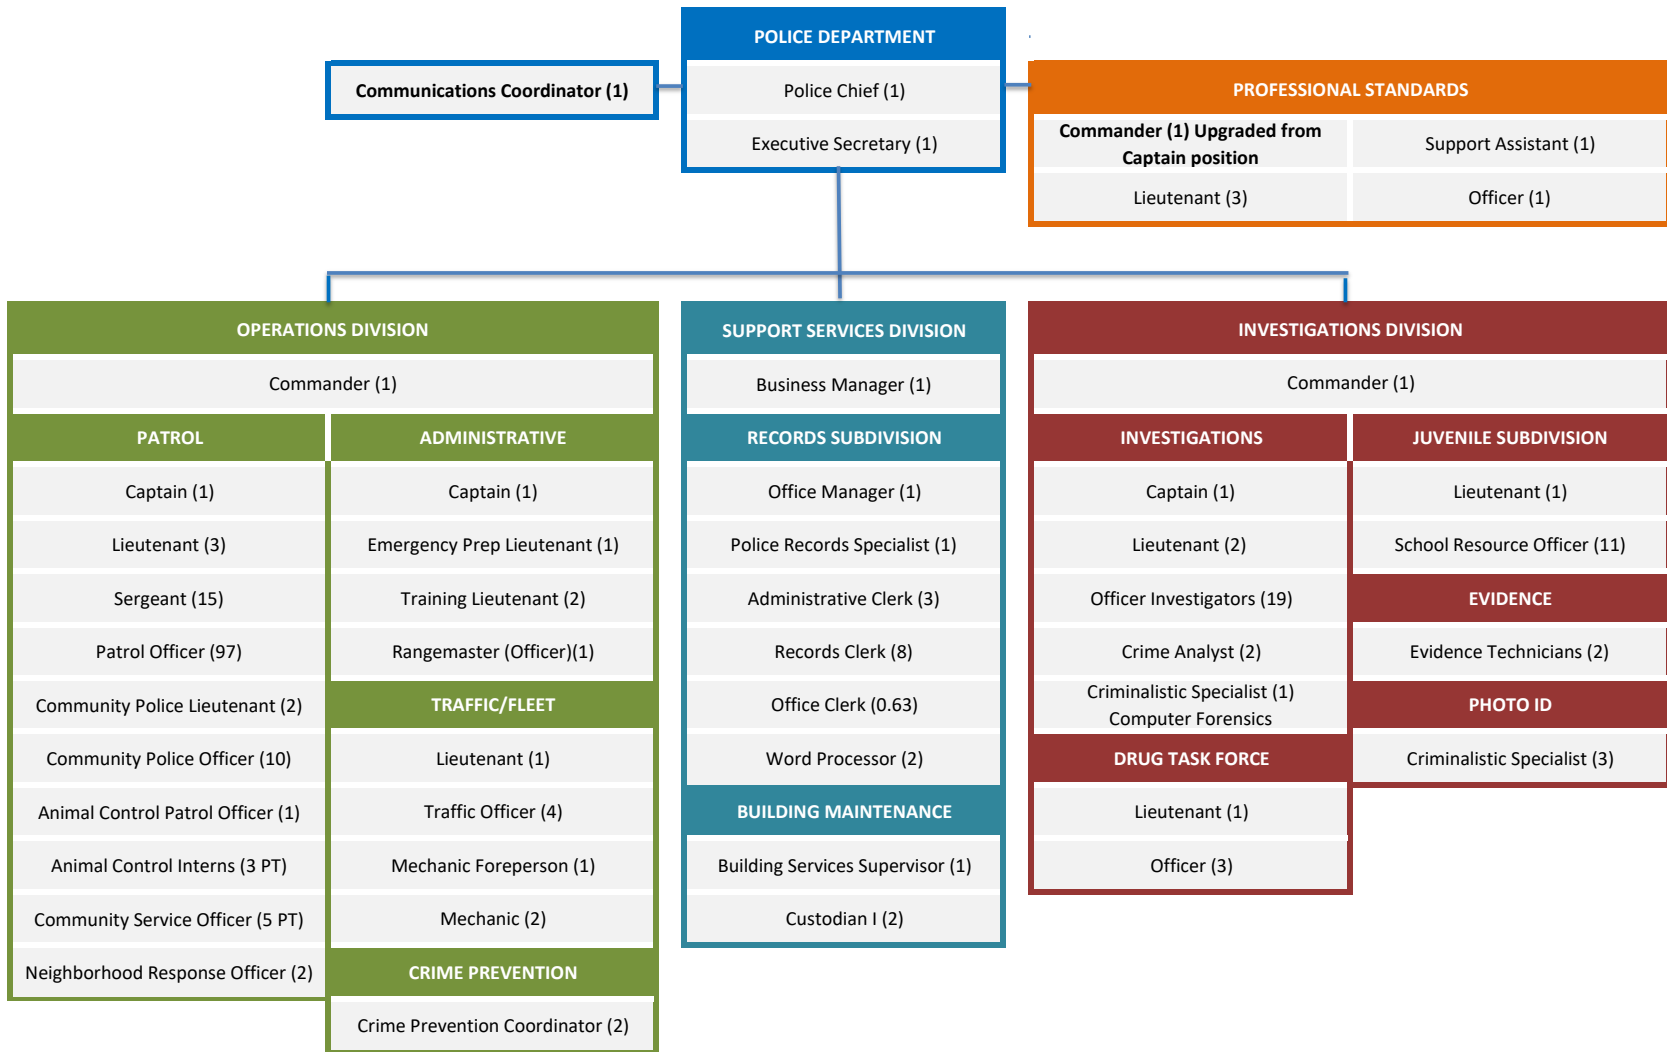 POLICE DEPARTMENT
Communications Coordinator (1)
Police Chief (1)
Executive Secretary (1)
PROFESSIONAL STANDARDS
Commander (1) Upgraded from
Captain position
Support Assistant (1)
Lieutenant (3)
Officer (1)
OPERATIONS DIVISION
Commander (1)
PATROL
Captain (1)
Lieutenant (3)
Sergeant (15)
Patrol Officer (97)
Community Police Lieutenant (2)
Community Police Officer (10)
Animal Control Patrol Officer (1)
Animal Control Interns (3 PT)
Community Service Officer (5 PT)
Neighborhood Response Officer (2)
ADMINISTRATIVE
Captain (1)
Emergency Prep Lieutenant (1)
Training Lieutenant (2)
Rangemaster (Officer)(1)
TRAFFIC/FLEET
Lieutenant (1)
Traffic Officer (4)
Mechanic Foreperson (1)
Mechanic (2)
CRIME PREVENTION
Crime Prevention Coordinator (2)
SUPPORT SERVICES DIVISION
Business Manager (1)
RECORDS SUBDIVISION
Office Manager (1)
Police Records Specialist (1)
Administrative Clerk (3)
Records Clerk (8)
Office Clerk (0.63)
Word Processor (2)
BUILDING MAINTENANCE
Building Services Supervisor (1)
Custodian I (2)
INVESTIGATIONS DIVISION
Commander (1)
INVESTIGATIONS
Captain (1)
Lieutenant (2)
Officer Investigators (19)
Crime Analyst (2)
Criminalistic Specialist (1)
Computer Forensics
DRUG TASK FORCE
Lieutenant (1)
Officer (3)
JUVENILE SUBDIVISION
Lieutenant (1)
School Resource Officer (11)
EVIDENCE
Evidence Technicians (2)
PHOTO ID
Criminalistic Specialist (3)